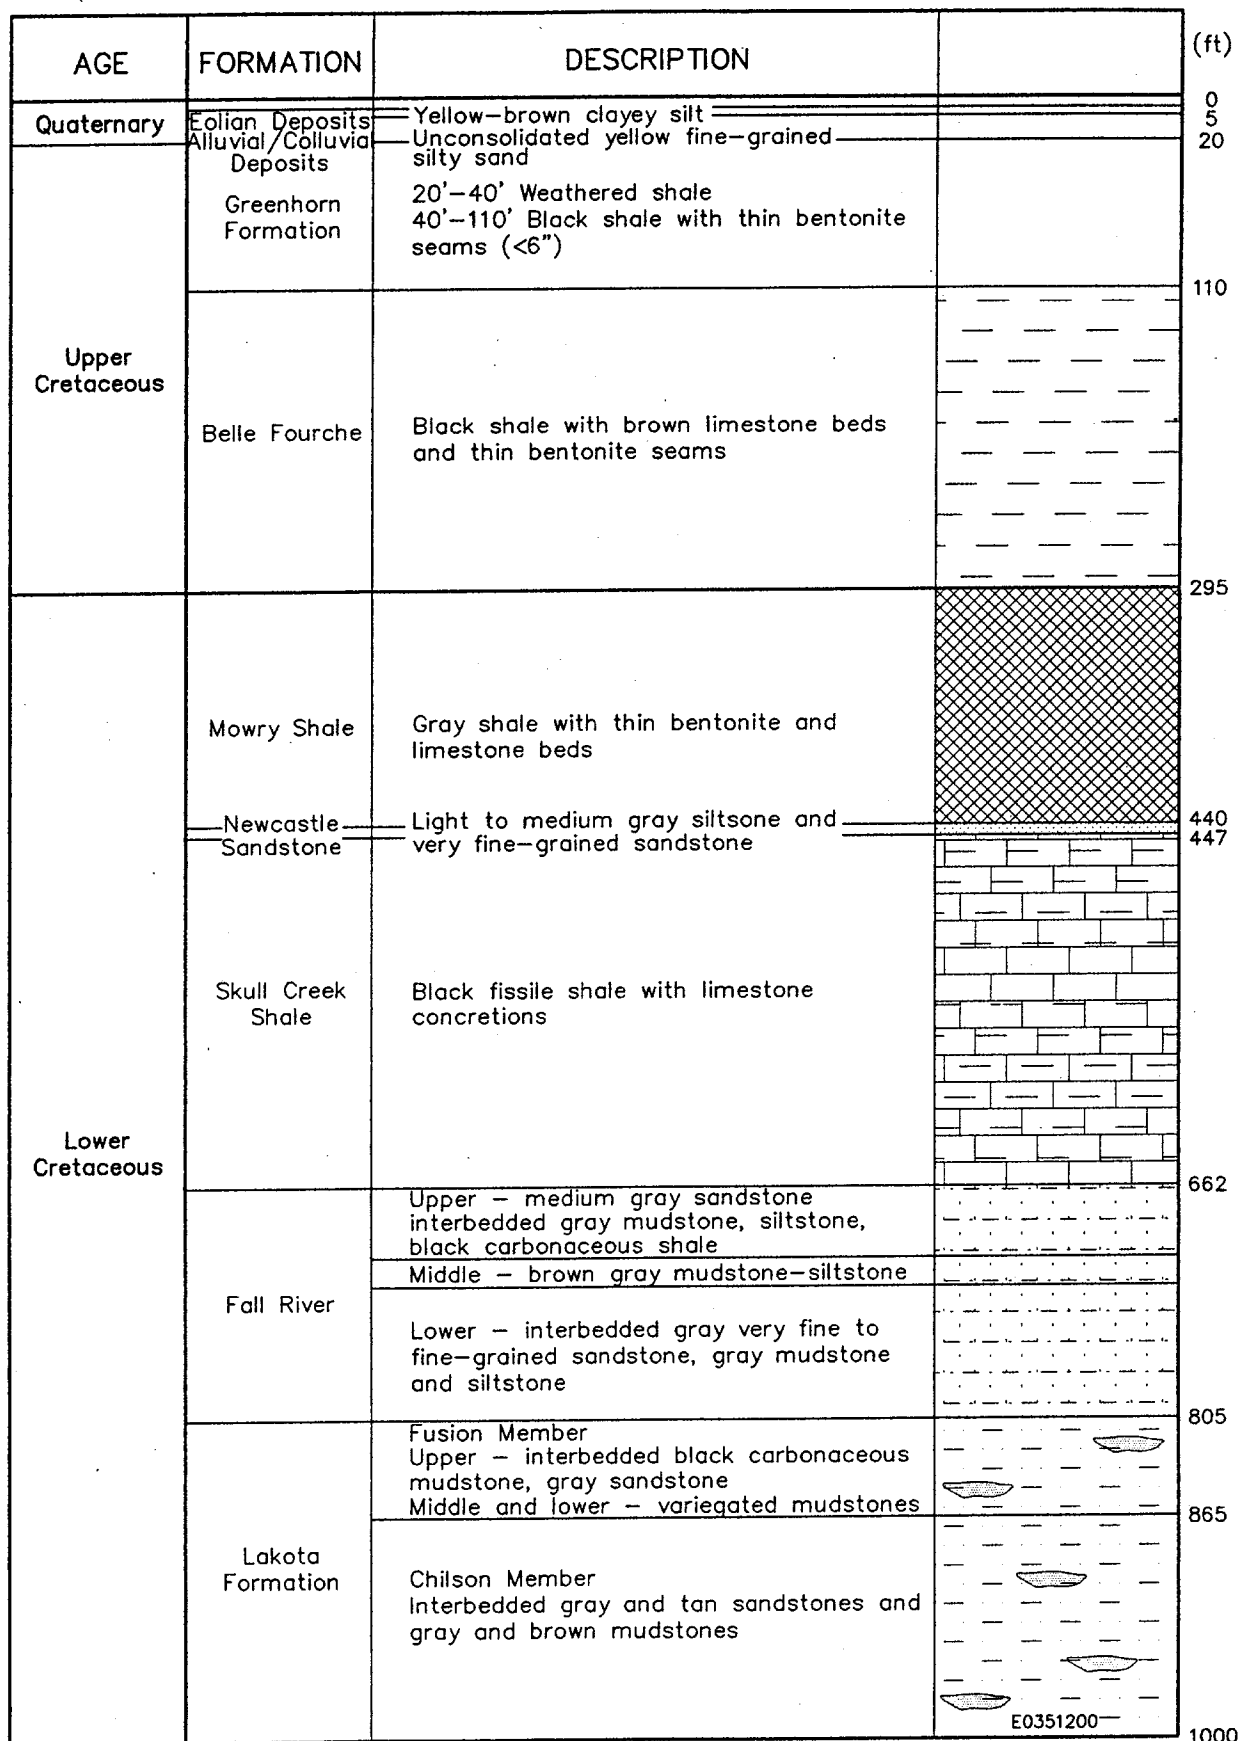 AGE FORMATION DESCRIPTION (ft)
0
Quaternary Eolian Deposits Yellow-brown clayey silt 5
Alluvial/Colluvial Deposits Unconsolidated yellow fine-grained silty sand 20
Greenhorn Formation
20'-40' Weathered shale
40'-110' Black shale with thin bentonite
seams (<6")
110
Upper
Cretaceous
Belle Fourche
Black shale with brown limestone beds
and thin bentonite seams
295
Mowry Shale
Gray shale with thin bentonite and
limestone beds
Newcastle
Sandstone
Light to medium gray siltsone and
very fine-grained sandstone
440
447
Skull Creek
Shale
Black fissile shale with limestone
concretions
Lower
Cretaceous
662
Upper - medium gray sandstone
interbedded gray mudstone, siltstone,
black carbonaceous shale
Middle - brown gray mudstone-siltstone
Fall River
Lower - interbedded gray very fine to
fine-grained sandstone, gray mudstone
and siltstone
805
Fusion Member
Upper - interbedded black carbonaceous
mudstone, gray sandstone
Middle and lower - variegated mudstones
865
Lakota
Formation
Chilson Member
Interbedded gray and tan sandstones and
gray and brown mudstones
E0351200
1000